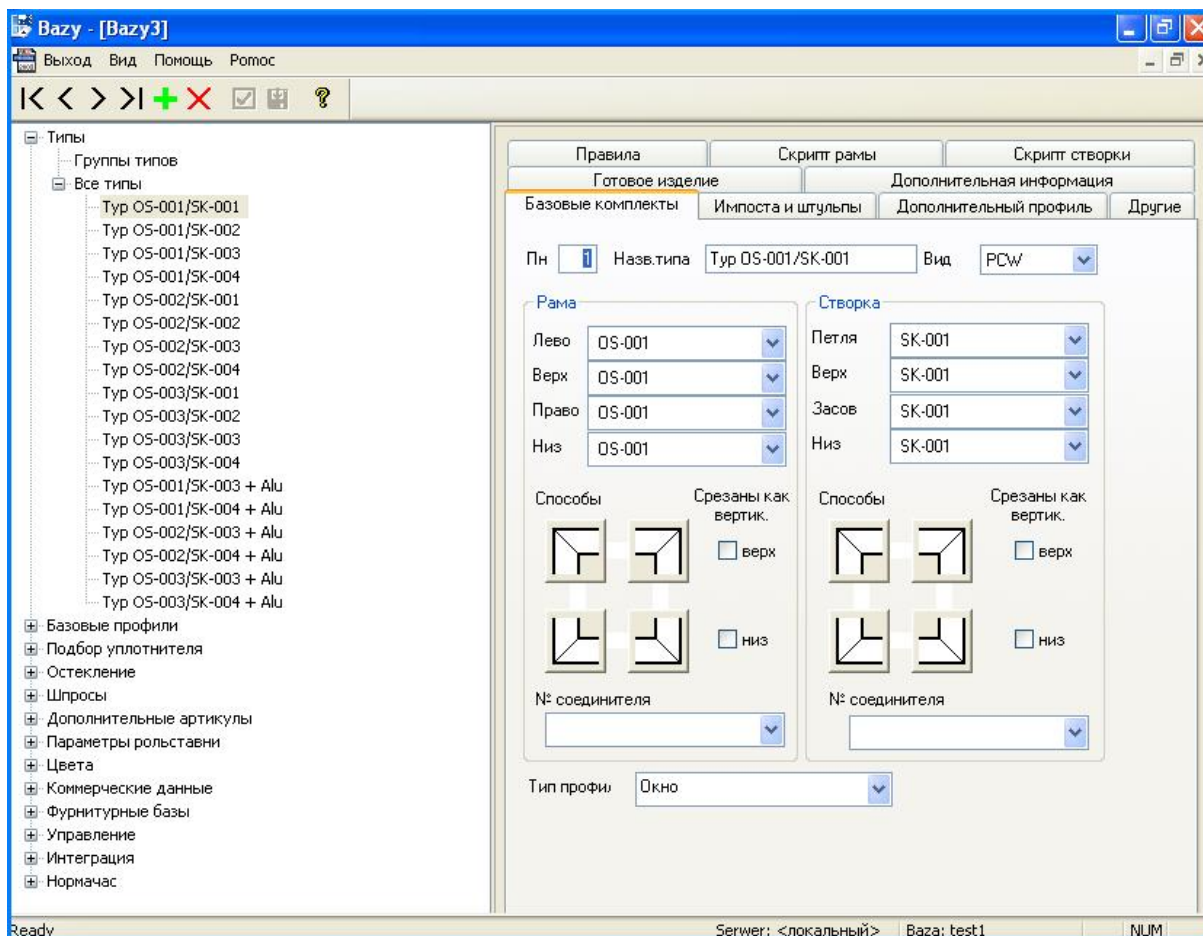 Bazy - [Bazy3]
Выход Вид Помощь Pomoc
Типы
Группы типов
Все типы
Typ OS-001/SK-001
Typ OS-001/SK-002
Typ OS-001/SK-003
Typ OS-001/SK-004
Typ OS-002/SK-001
Typ OS-002/SK-002
Typ OS-002/SK-003
Typ OS-002/SK-004
Typ OS-003/SK-001
Typ OS-003/SK-002
Typ OS-003/SK-003
Typ OS-003/SK-004
Typ OS-001/SK-003 + Alu
Typ OS-001/SK-004 + Alu
Typ OS-002/SK-003 + Alu
Typ OS-002/SK-004 + Alu
Typ OS-003/SK-003 + Alu
Typ OS-003/SK-004 + Alu
Базовые профили
Подбор уплотнителя
Остекление
Шпросы
Дополнительные артикулы
Параметры рольставни
Цвета
Коммерческие данные
Фурнитурные базы
Управление
Интеграция
Нормачас
Правила Скрипт рамы Скрипт створки
Готовое изделие Дополнительная информация
Базовые комплекты Импоста и штульпы Дополнительный профиль Другие
Пн 1 Назв.типа Typ OS-001/SK-001 Вид PCW
Рама
Лево OS-001
Верх OS-001
Право OS-001
Низ OS-001
Способы Срезаны как
вертик.
верх
низ
№ соединителя
Створка
Петля SK-001
Верх SK-001
Засов SK-001
Низ SK-001
Способы Срезаны как
вертик.
верх
низ
№ соединителя
Тип профи Окно
Ready Serwer: <локальный> Baza: test1 NUM